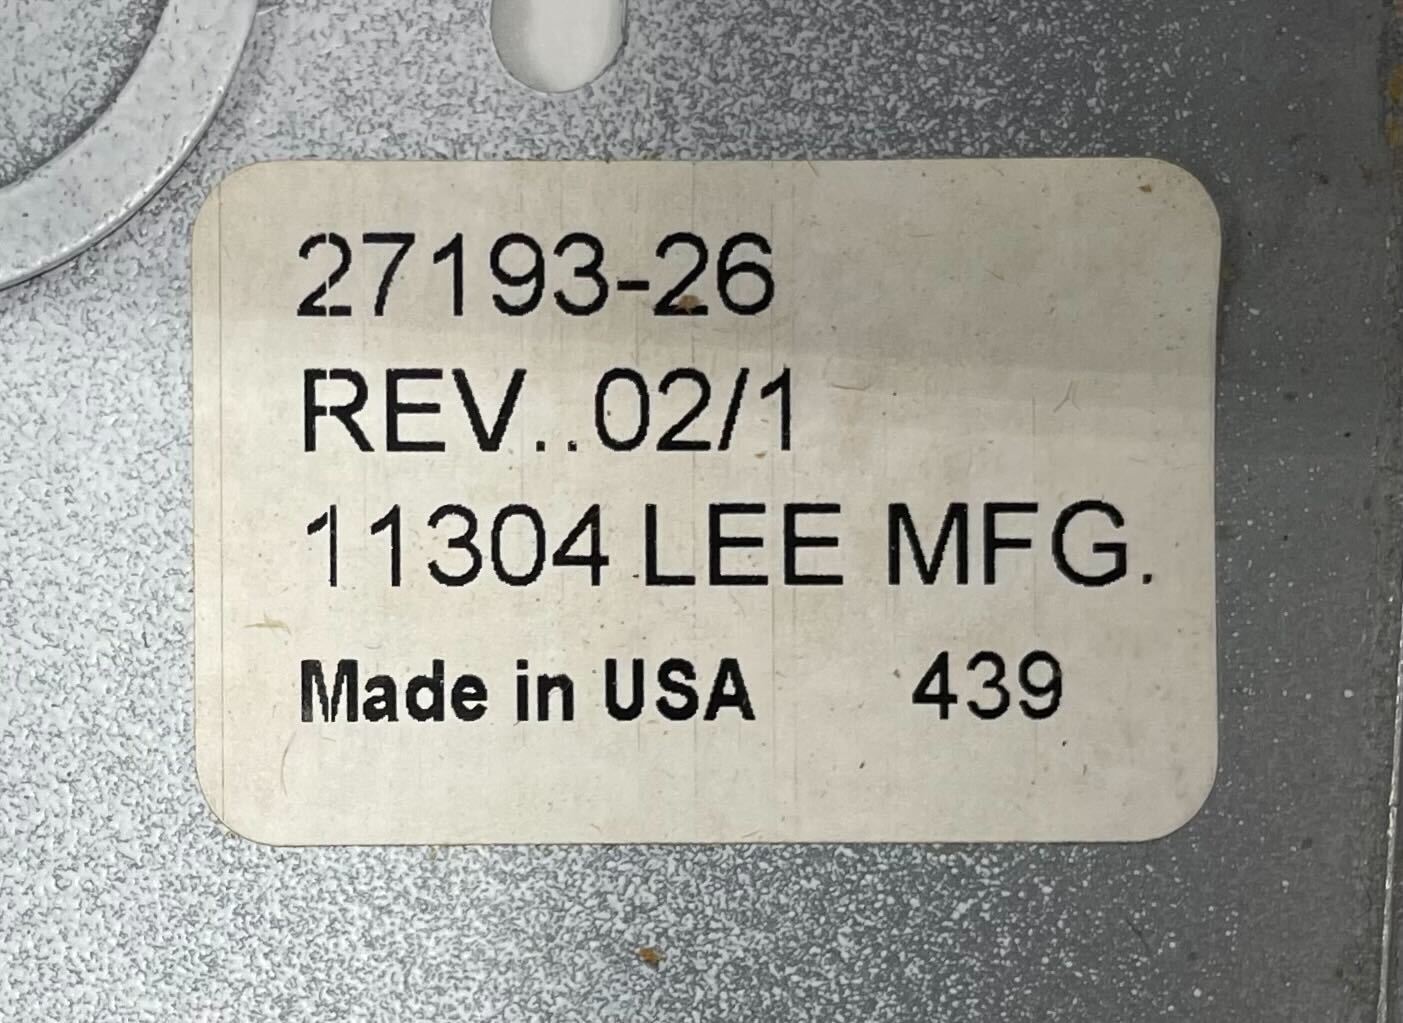 27193-26
REV..02/1
11304 LEE MFG.
Made in USA 439